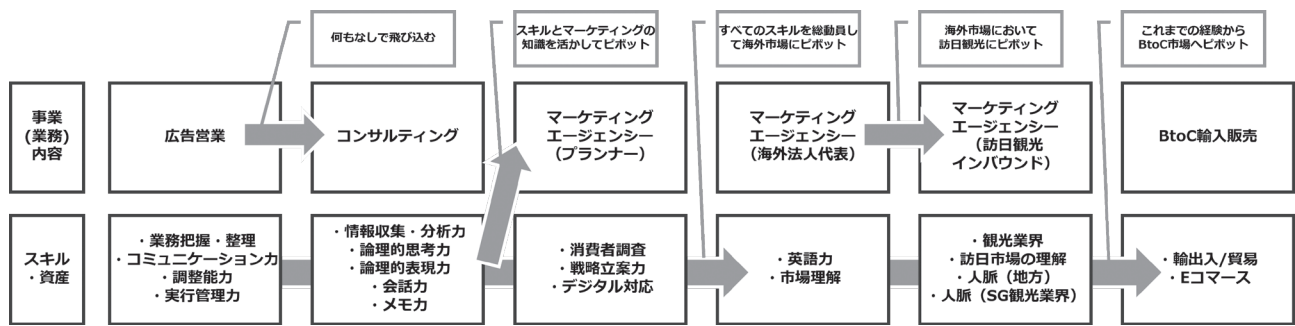 何もなしで飛び込む
スキルとマーケティングの
知識を活かしてピボット
すべてのスキルを総動員し
て海外市場にピボット
海外市場において
訪日観光にピボット
これまでの経験から
BtoC市場へピボット
事業
(業務)
内容
広告営業
コンサルティング
マーケティング
エージェンシー
（プランナー）
マーケティング
エージェンシー
（海外法人代表）
マーケティング
エージェンシー
（訪日観光
インバウンド）
BtoC輸入販売
スキル
・資産
・業務把握・整理
・コミュニケーション力
・調整能力
・実行管理力
・情報収集・分析力
・論理的思考力
・論理的表現力
・会話力
・メモ力
・消費者調査
・戦略立案力
・デジタル対応
・英語力
・市場理解
・観光業界
・訪日市場の理解
・人脈（地方）
・人脈（SG観光業界）
・輸出入/貿易
・Eコマース